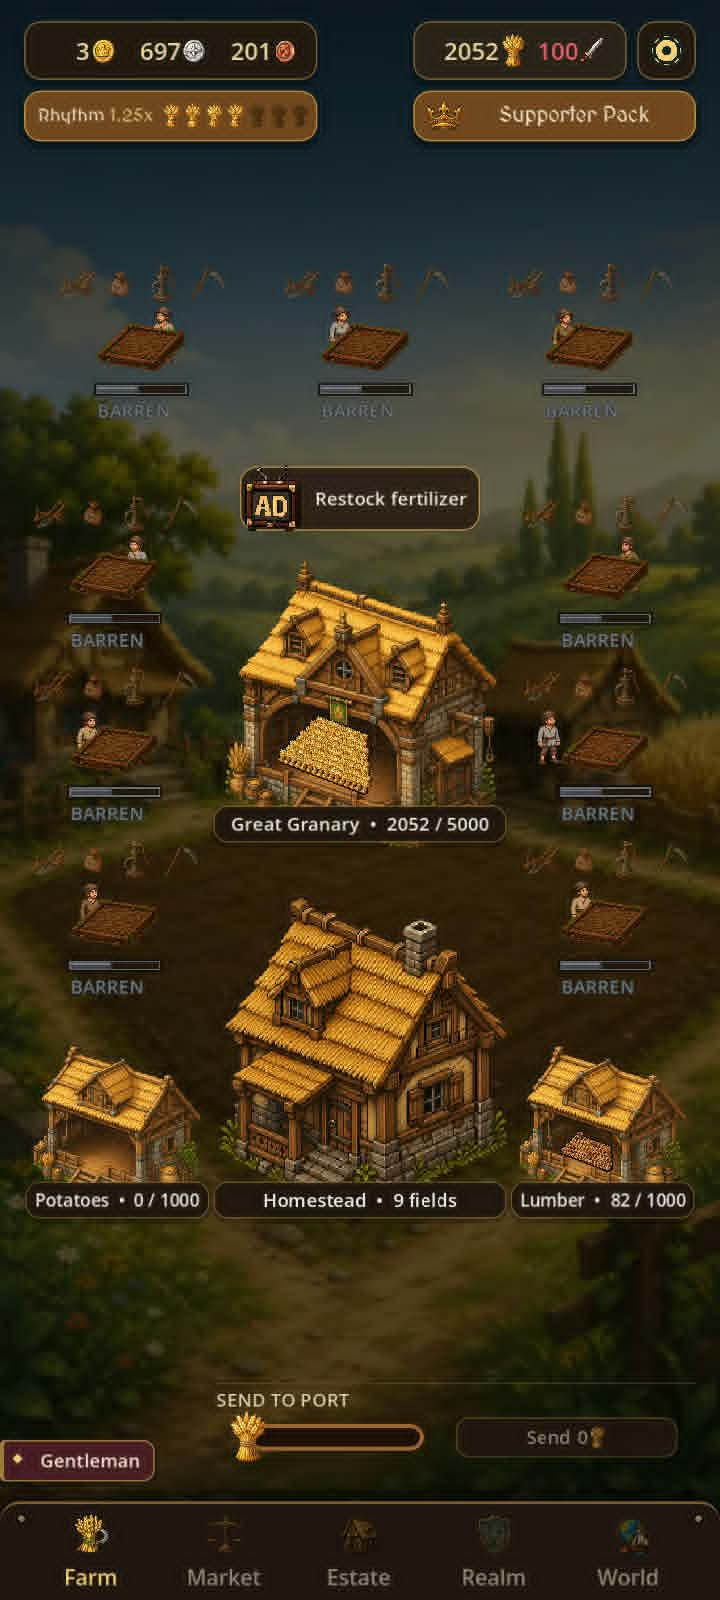 3 697 201 2052 100
Rhythm 1.25x Supporter Pack
BARREN BARREN BARREN
AD Restock fertilizer
BARREN BARREN
BARREN BARREN
Great Granary • 2052 / 5000
BARREN BARREN
Potatoes • 0 / 1000 Homestead • 9 fields Lumber • 82 / 1000
SEND TO PORT
Send 0
Gentleman
Farm Market Estate Realm World